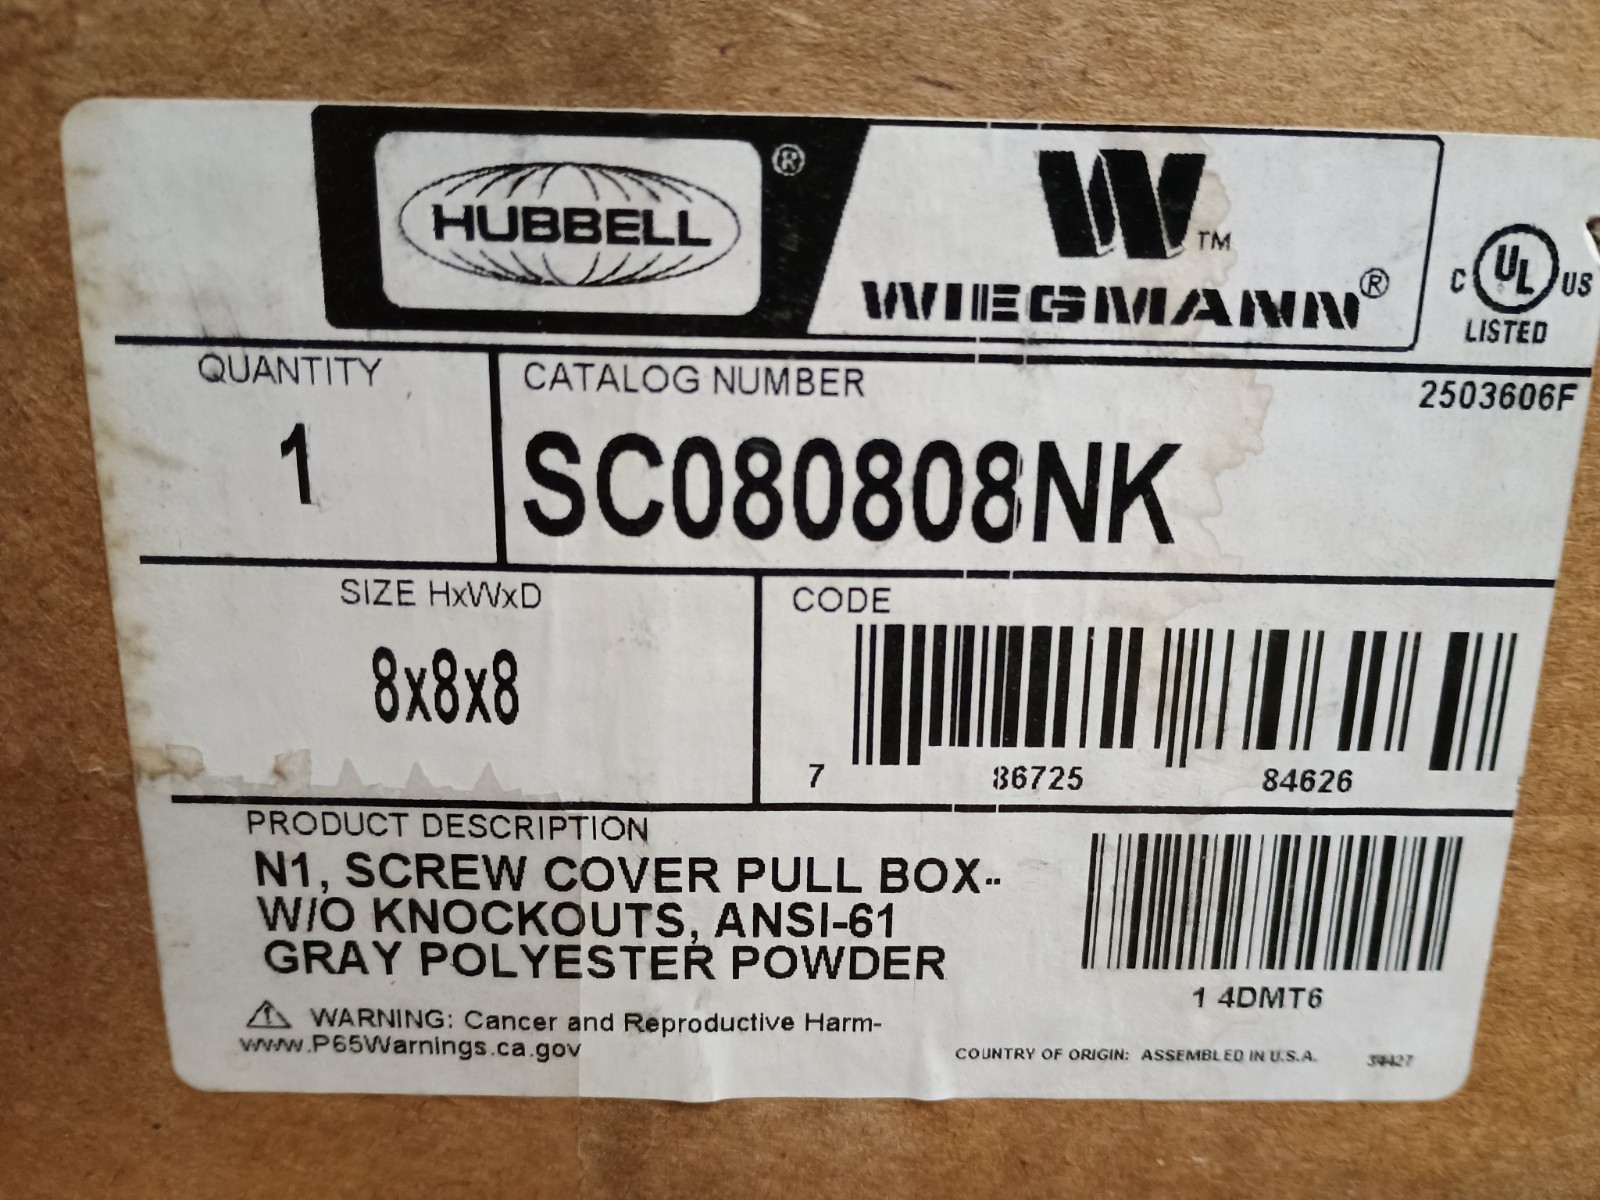 HUBBELL ®
W TM
WIEGMANN ®
C UL US
LISTED
QUANTITY
1
CATALOG NUMBER
2503606F
SC080808NK
SIZE HxWxD
8x8x8
CODE
7 86725 84626
PRODUCT DESCRIPTION
N1, SCREW COVER PULL BOX--
W/O KNOCKOUTS, ANSI-61
GRAY POLYESTER POWDER
1 4DMT6
WARNING: Cancer and Reproductive Harm-
www.P65Warnings.ca.gov
COUNTRY OF ORIGIN: ASSEMBLED IN U.S.A.